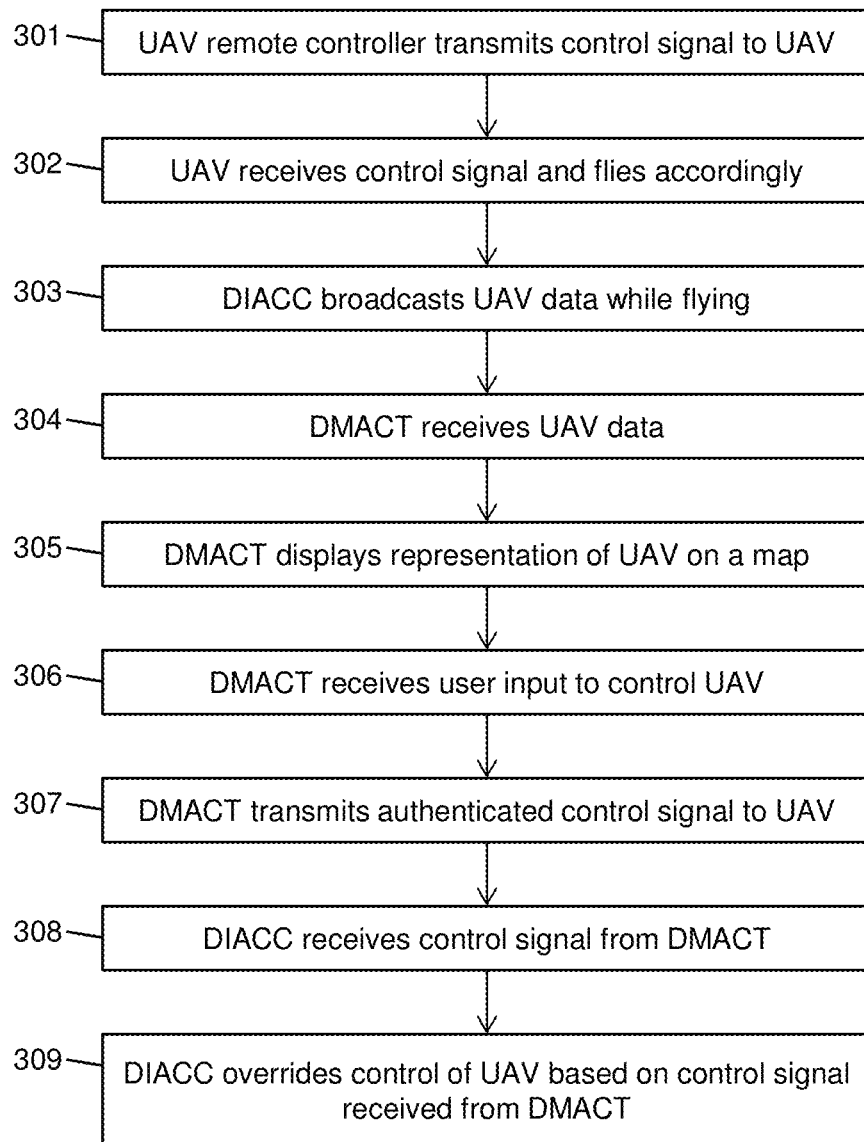 301
UAV remote controller transmits control signal to UAV
302
UAV receives control signal and flies accordingly
303
DIACC broadcasts UAV data while flying
304
DMACT receives UAV data
305
DMACT displays representation of UAV on a map
306
DMACT receives user input to control UAV
307
DMACT transmits authenticated control signal to UAV
308
DIACC receives control signal from DMACT
309
DIACC overrides control of UAV based on control signal
received from DMACT